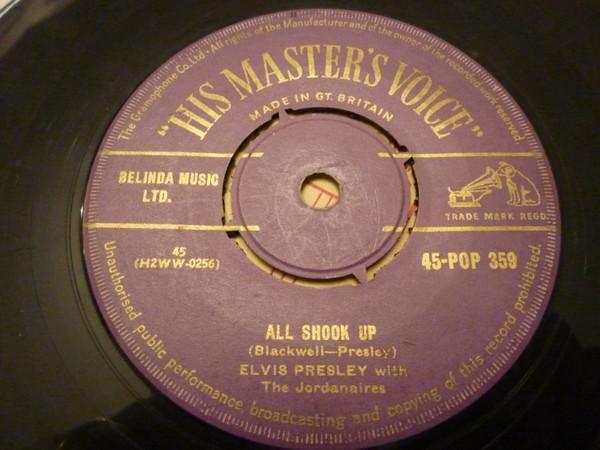 The Gramophone Co. Ltd. · All rights of the Manufacturer and of the owner of the recorded work reserved.
"HIS MASTER'S VOICE"
MADE IN GT. BRITAIN
BELINDA MUSIC
LTD.
TRADE MARK REGD.
45
(H2WW-0256)
45-POP 359
ALL SHOOK UP
(Blackwell—Presley)
ELVIS PRESLEY with
The Jordanaires
Unauthorised public performance broadcasting and copying of this record prohibited.